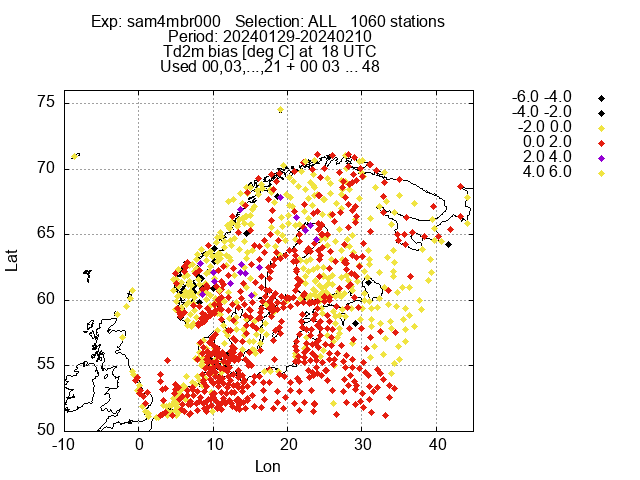 Exp: sam4mbr000 Selection: ALL 1060 stations
Period: 20240129-20240210
Td2m bias [deg C] at 18 UTC
Used 00,03,...,21 + 00 03 ... 48
-6.0 -4.0
-4.0 -2.0
-2.0 0.0
0.0 2.0
2.0 4.0
4.0 6.0
75
70
65
60
55
50
Lat
-10 0 10 20 30 40
Lon